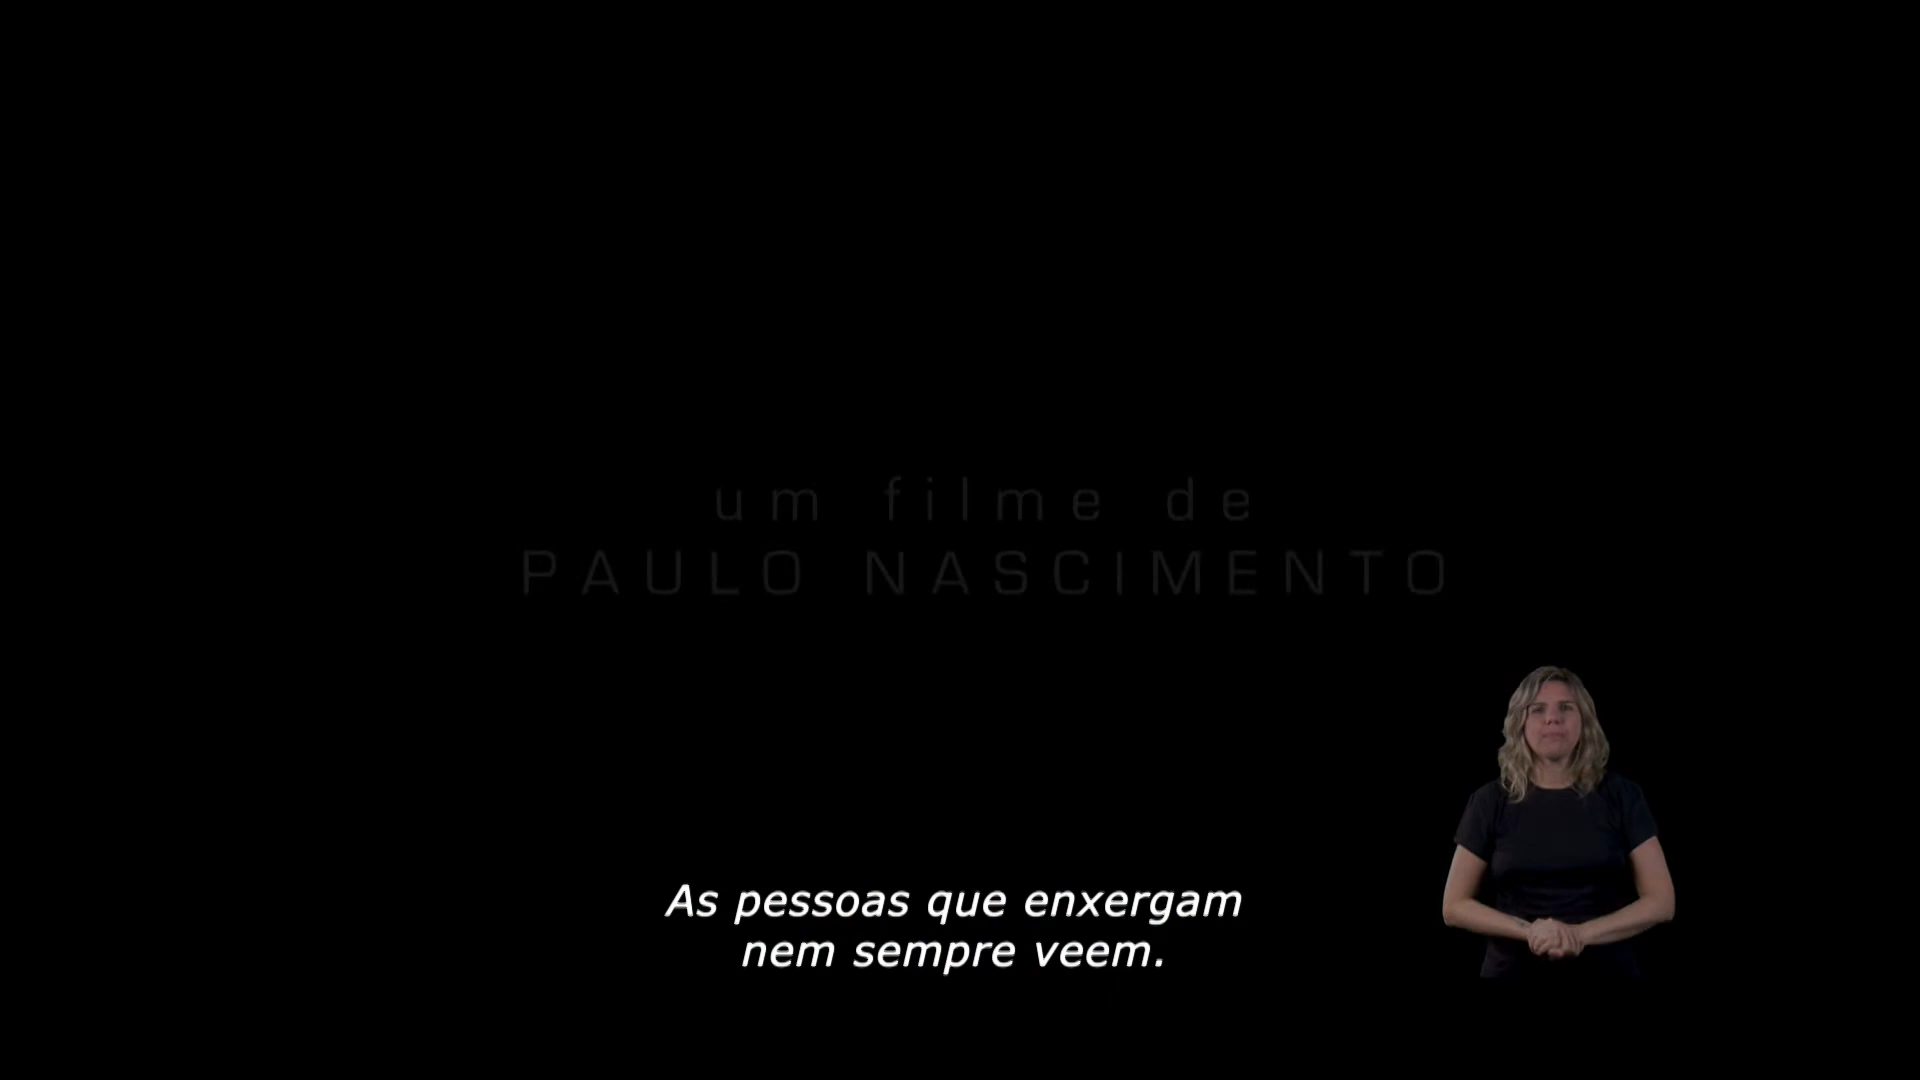 um filme de
PAULO NASCIMENTO
As pessoas que enxergam
nem sempre veem.